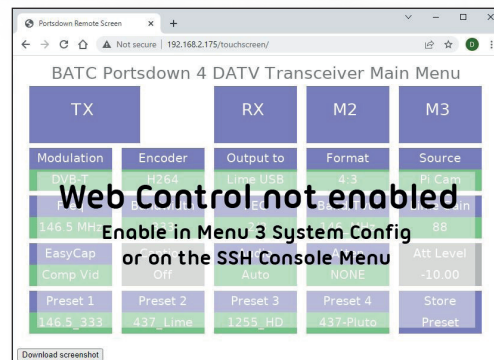 Portsdown Remote Screen
Not secure | 192.168.2.175/touchscreen/
D
BATC Portsdown 4 DATV Transceiver Main Menu
TX RX M2 M3
Modulation Encoder Output to Format Source
DVB-T H264 Lime USB 4:3 Pi Cam
Web Control not enabled
146.5 MHz 333 88
Enable in Menu 3 System Config
EasyCap Att Level
or on the SSH Console Menu
Comp Vid Off Auto NONE -10.00
Preset 1 Preset 2 Preset 3 Preset 4 Store
146.5_333 437_Lime 1255_HD 437-Pluto Preset
Download screenshot